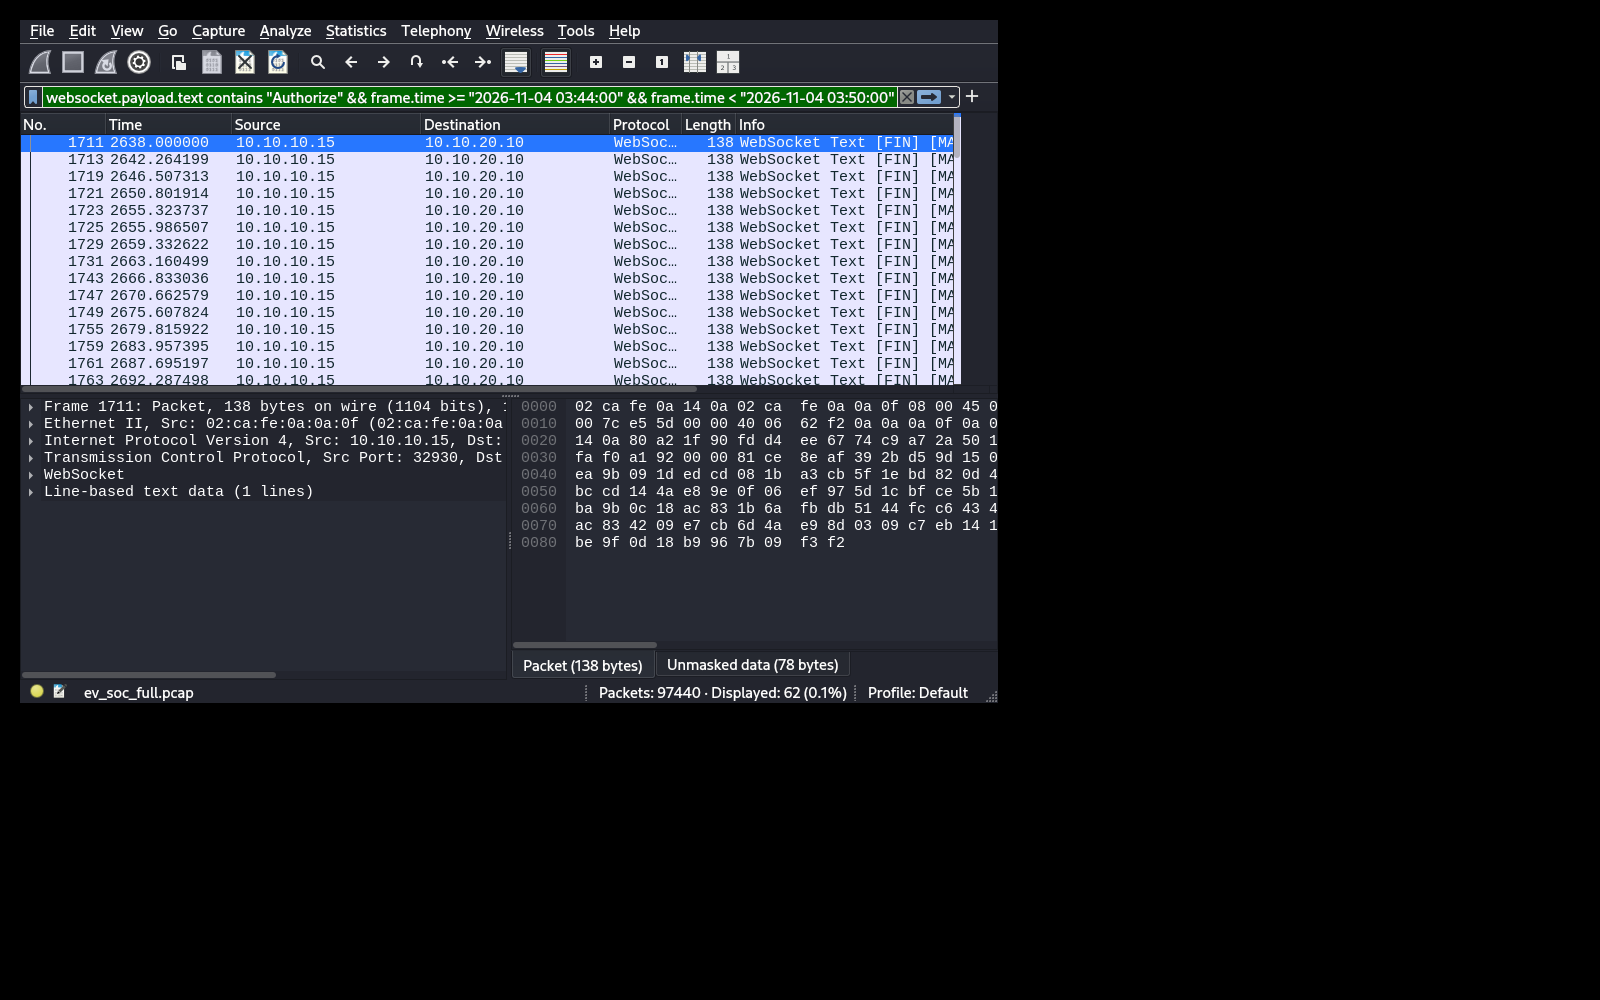 File Edit View Go Capture Analyze Statistics Telephony Wireless Tools Help
websocket.payload.text contains "Authorize" && frame.time >= "2026-11-04 03:44:00" && frame.time < "2026-11-04 03:50:00"
No. Time Source Destination Protocol Length Info
1711 2638.000000 10.10.10.15 10.10.20.10 WebSoc… 138 WebSocket Text [FIN] [MA
1713 2642.264199 10.10.10.15 10.10.20.10 WebSoc… 138 WebSocket Text [FIN] [MA
1719 2646.507313 10.10.10.15 10.10.20.10 WebSoc… 138 WebSocket Text [FIN] [MA
1721 2650.801914 10.10.10.15 10.10.20.10 WebSoc… 138 WebSocket Text [FIN] [MA
1723 2655.323737 10.10.10.15 10.10.20.10 WebSoc… 138 WebSocket Text [FIN] [MA
1725 2655.986507 10.10.10.15 10.10.20.10 WebSoc… 138 WebSocket Text [FIN] [MA
1729 2659.332622 10.10.10.15 10.10.20.10 WebSoc… 138 WebSocket Text [FIN] [MA
1731 2663.160499 10.10.10.15 10.10.20.10 WebSoc… 138 WebSocket Text [FIN] [MA
1743 2666.833036 10.10.10.15 10.10.20.10 WebSoc… 138 WebSocket Text [FIN] [MA
1747 2670.662579 10.10.10.15 10.10.20.10 WebSoc… 138 WebSocket Text [FIN] [MA
1749 2675.607824 10.10.10.15 10.10.20.10 WebSoc… 138 WebSocket Text [FIN] [MA
1755 2679.815922 10.10.10.15 10.10.20.10 WebSoc… 138 WebSocket Text [FIN] [MA
1759 2683.957395 10.10.10.15 10.10.20.10 WebSoc… 138 WebSocket Text [FIN] [MA
1761 2687.695197 10.10.10.15 10.10.20.10 WebSoc… 138 WebSocket Text [FIN] [MA
1763 2692.287498 10.10.10.15 10.10.20.10 WebSoc… 138 WebSocket Text [FIN] [MA
Frame 1711: Packet, 138 bytes on wire (1104 bits),
Ethernet II, Src: 02:ca:fe:0a:0a:0f (02:ca:fe:0a:0a
Internet Protocol Version 4, Src: 10.10.10.15, Dst:
Transmission Control Protocol, Src Port: 32930, Dst
WebSocket
Line-based text data (1 lines)
0000 02 ca fe 0a 14 0a 02 ca fe 0a 0a 0f 08 00 45 0
0010 00 7c e5 5d 00 00 40 06 62 f2 0a 0a 0a 0f 0a 0
0020 14 0a 80 a2 1f 90 fd d4 ee 67 74 c9 a7 2a 50 1
0030 fa f0 a1 92 00 00 81 ce 8e af 39 2b d5 9d 15 0
0040 ea 9b 09 1d ed cd 08 1b a3 cb 5f 1e bd 82 0d 4
0050 bc cd 14 4a e8 9e 0f 06 ef 97 5d 1c bf ce 5b 1
0060 ba 9b 0c 18 ac 83 1b 6a fb db 51 44 fc c6 43 4
0070 ac 83 42 09 e7 cb 6d 4a e9 8d 03 09 c7 eb 14 1
0080 be 9f 0d 18 b9 96 7b 09 f3 f2
Packet (138 bytes) Unmasked data (78 bytes)
ev_soc_full.pcap Packets: 97440 · Displayed: 62 (0.1%) Profile: Default